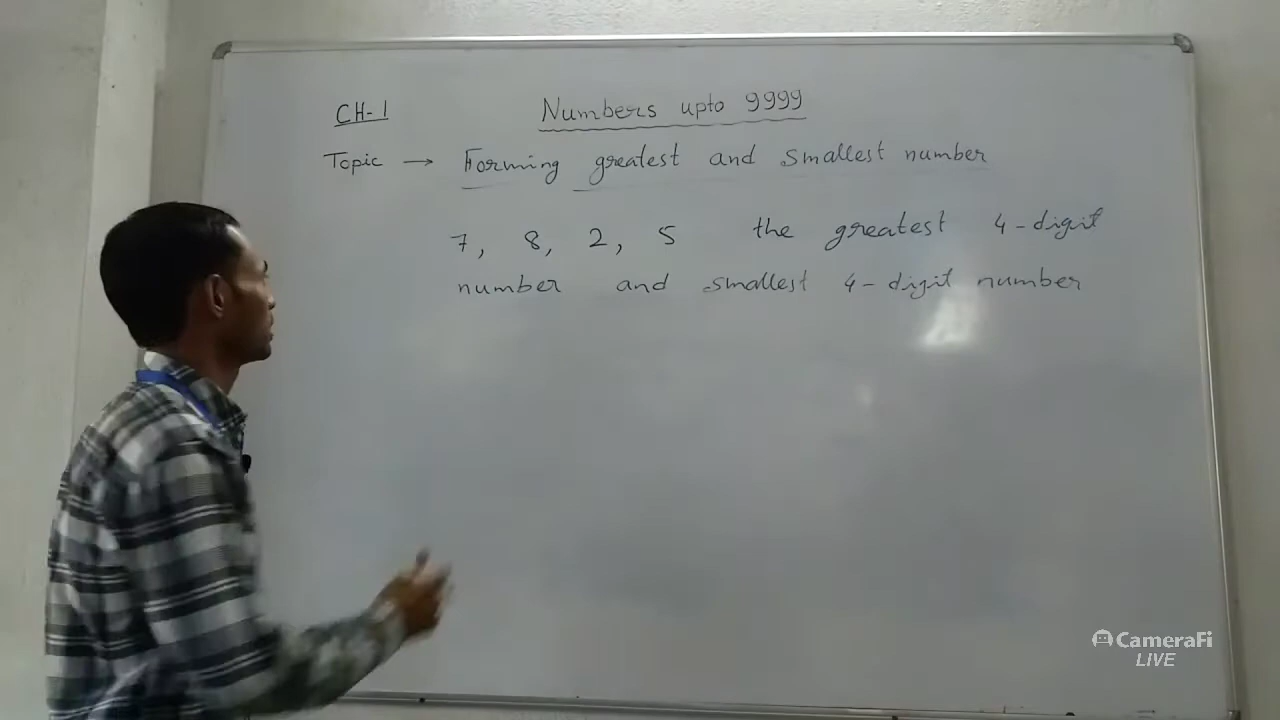 CH-1
Numbers upto 9999
Topic → Forming greatest and smallest number
7, 8, 2, 5 the greatest 4-digit
number and smallest 4-digit number
CameraFi
LIVE